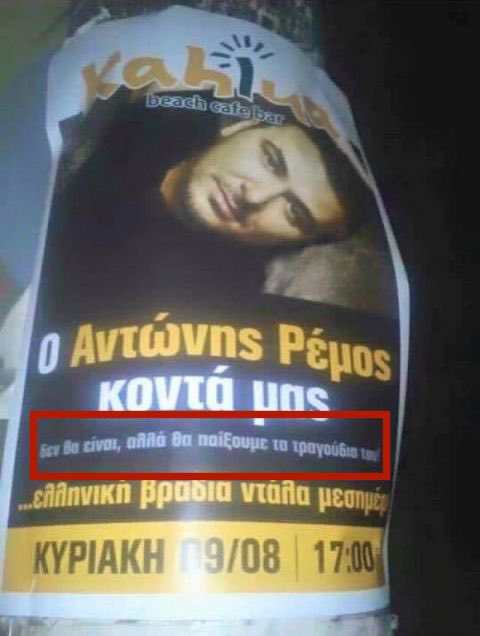 kahlua
beach cafe bar
Ο Αντώνης Ρέμος
κοντά μας
δεν θα είναι, αλλά θα παίξουμε τα τραγούδια του!
...ελληνική βραδιά ντάλα μεσημέρι
ΚΥΡΙΑΚΗ 09/08 | 17:00